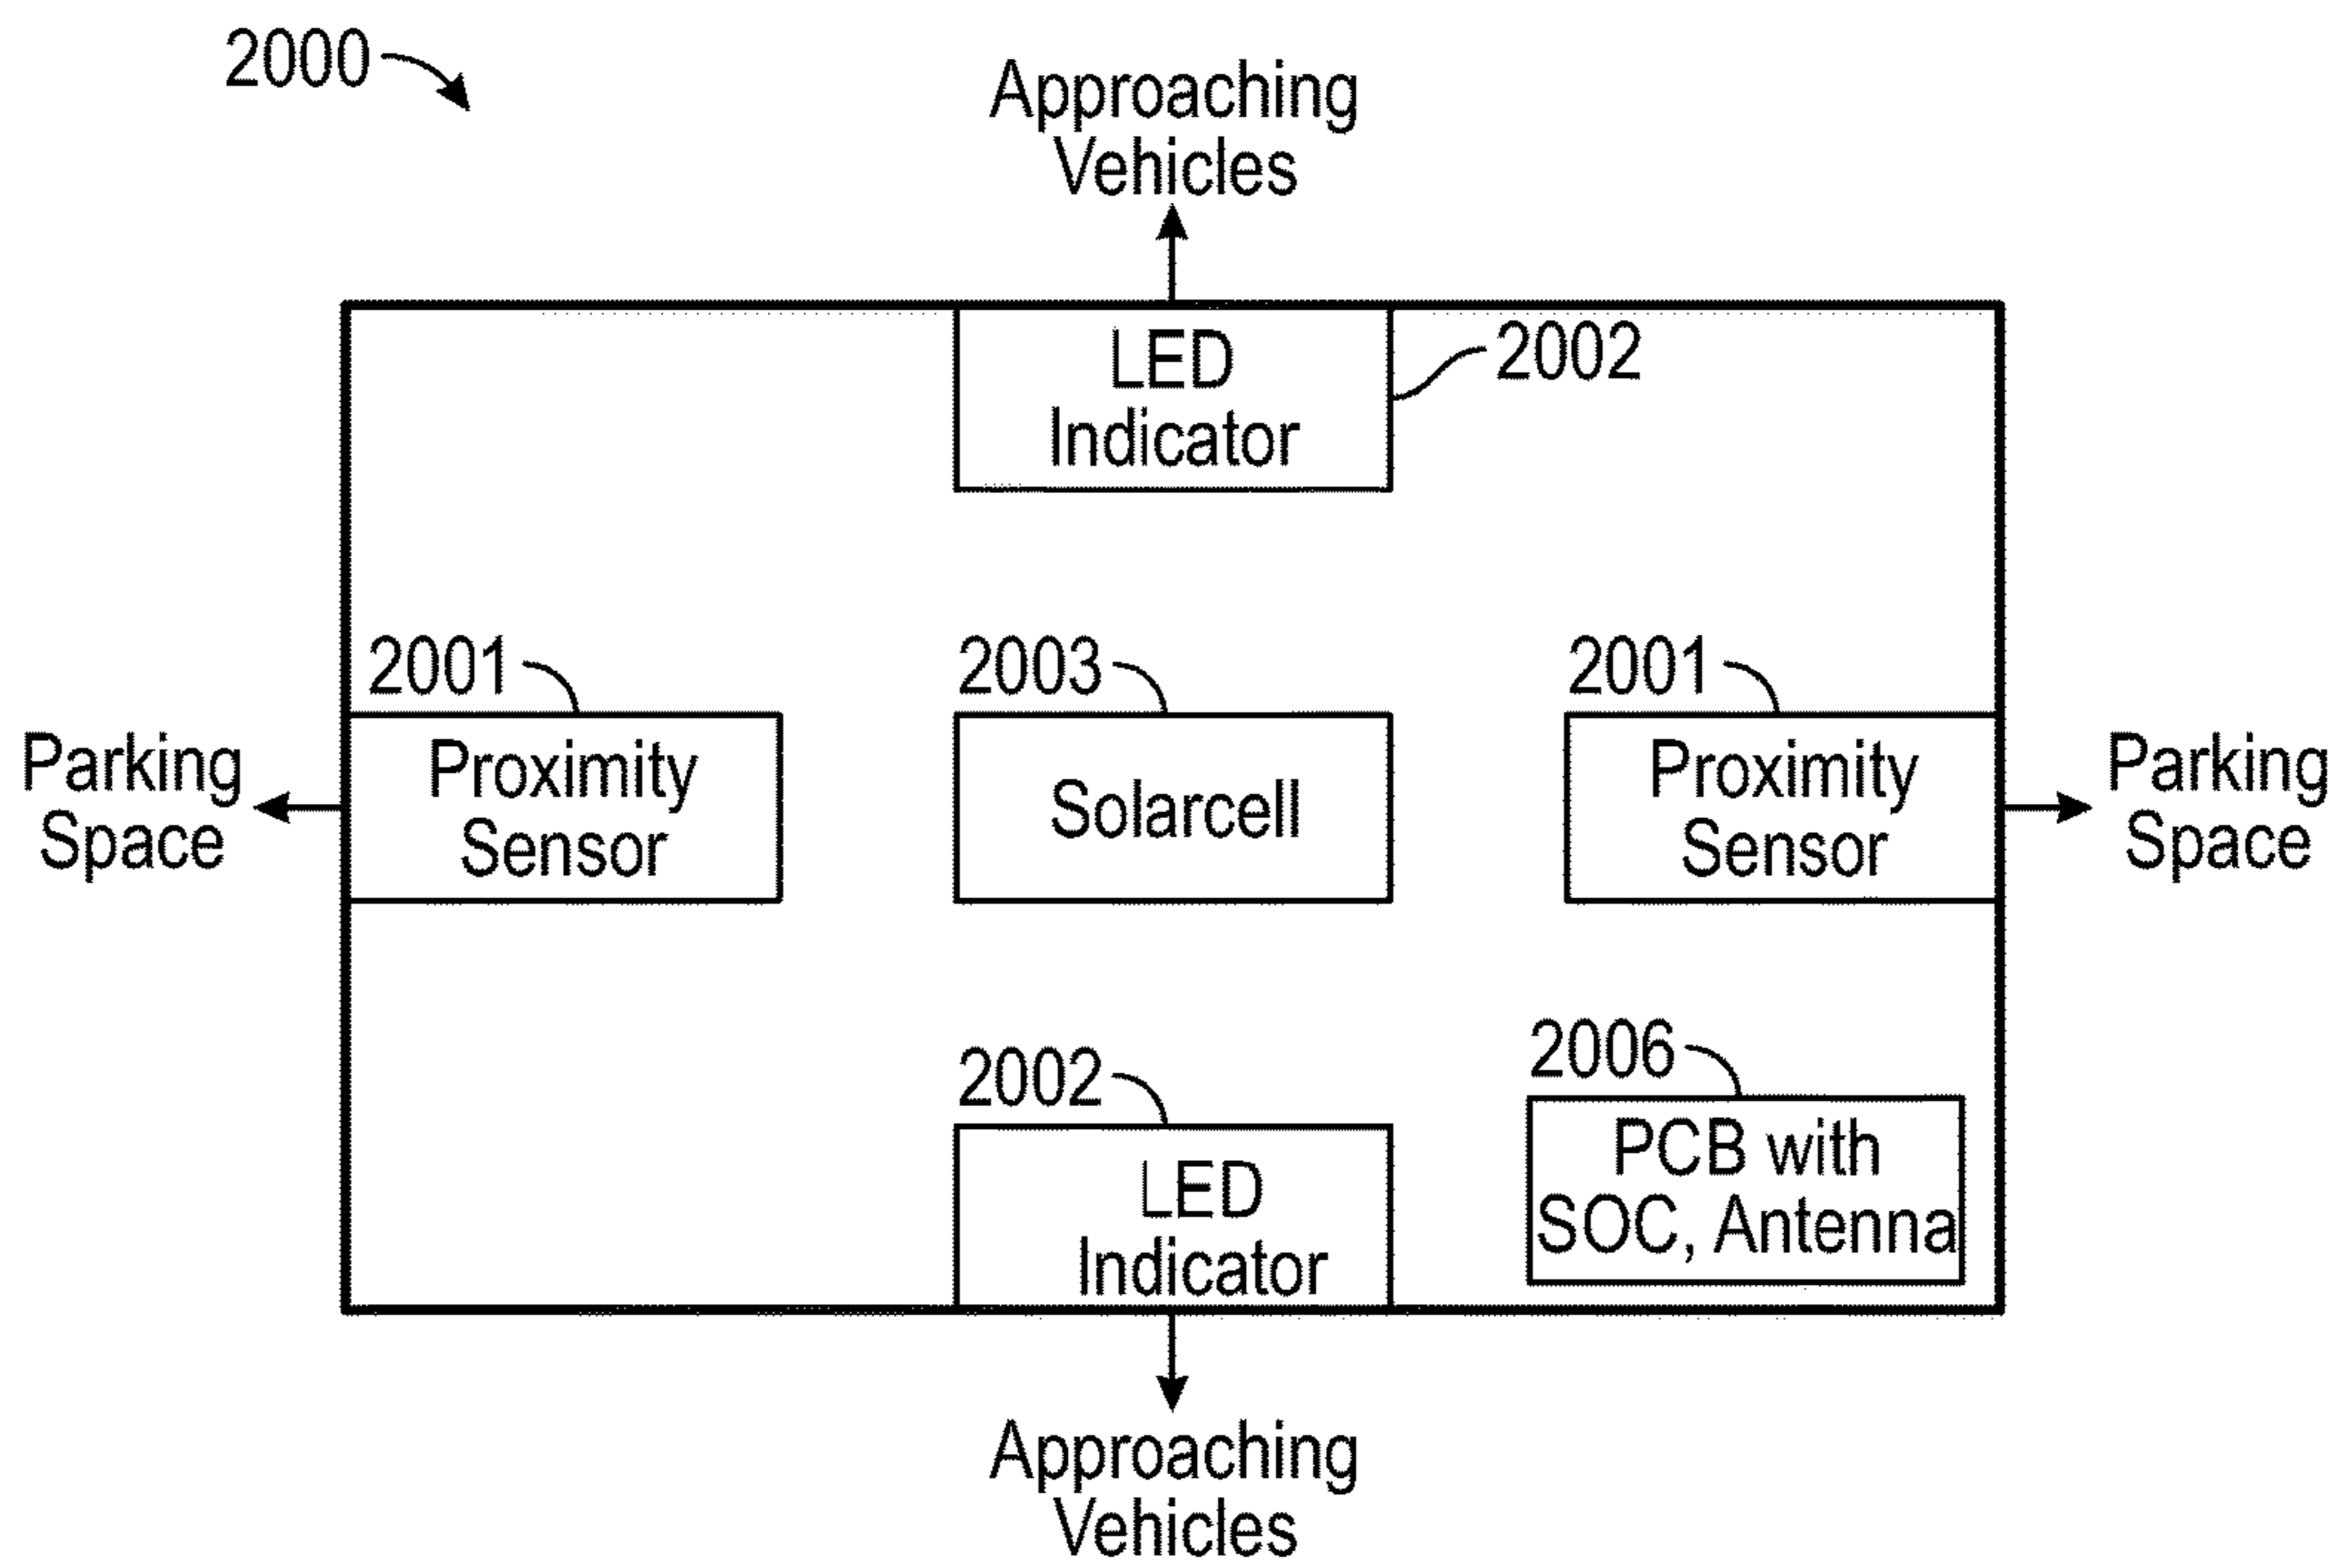 2000
Approaching
Vehicles
LED
Indicator
2002
2001
2003
2001
Parking
Space
Proximity
Sensor
Solarcell
Proximity
Sensor
Parking
Space
2002
2006
LED
Indicator
PCB with
SOC, Antenna
Approaching
Vehicles